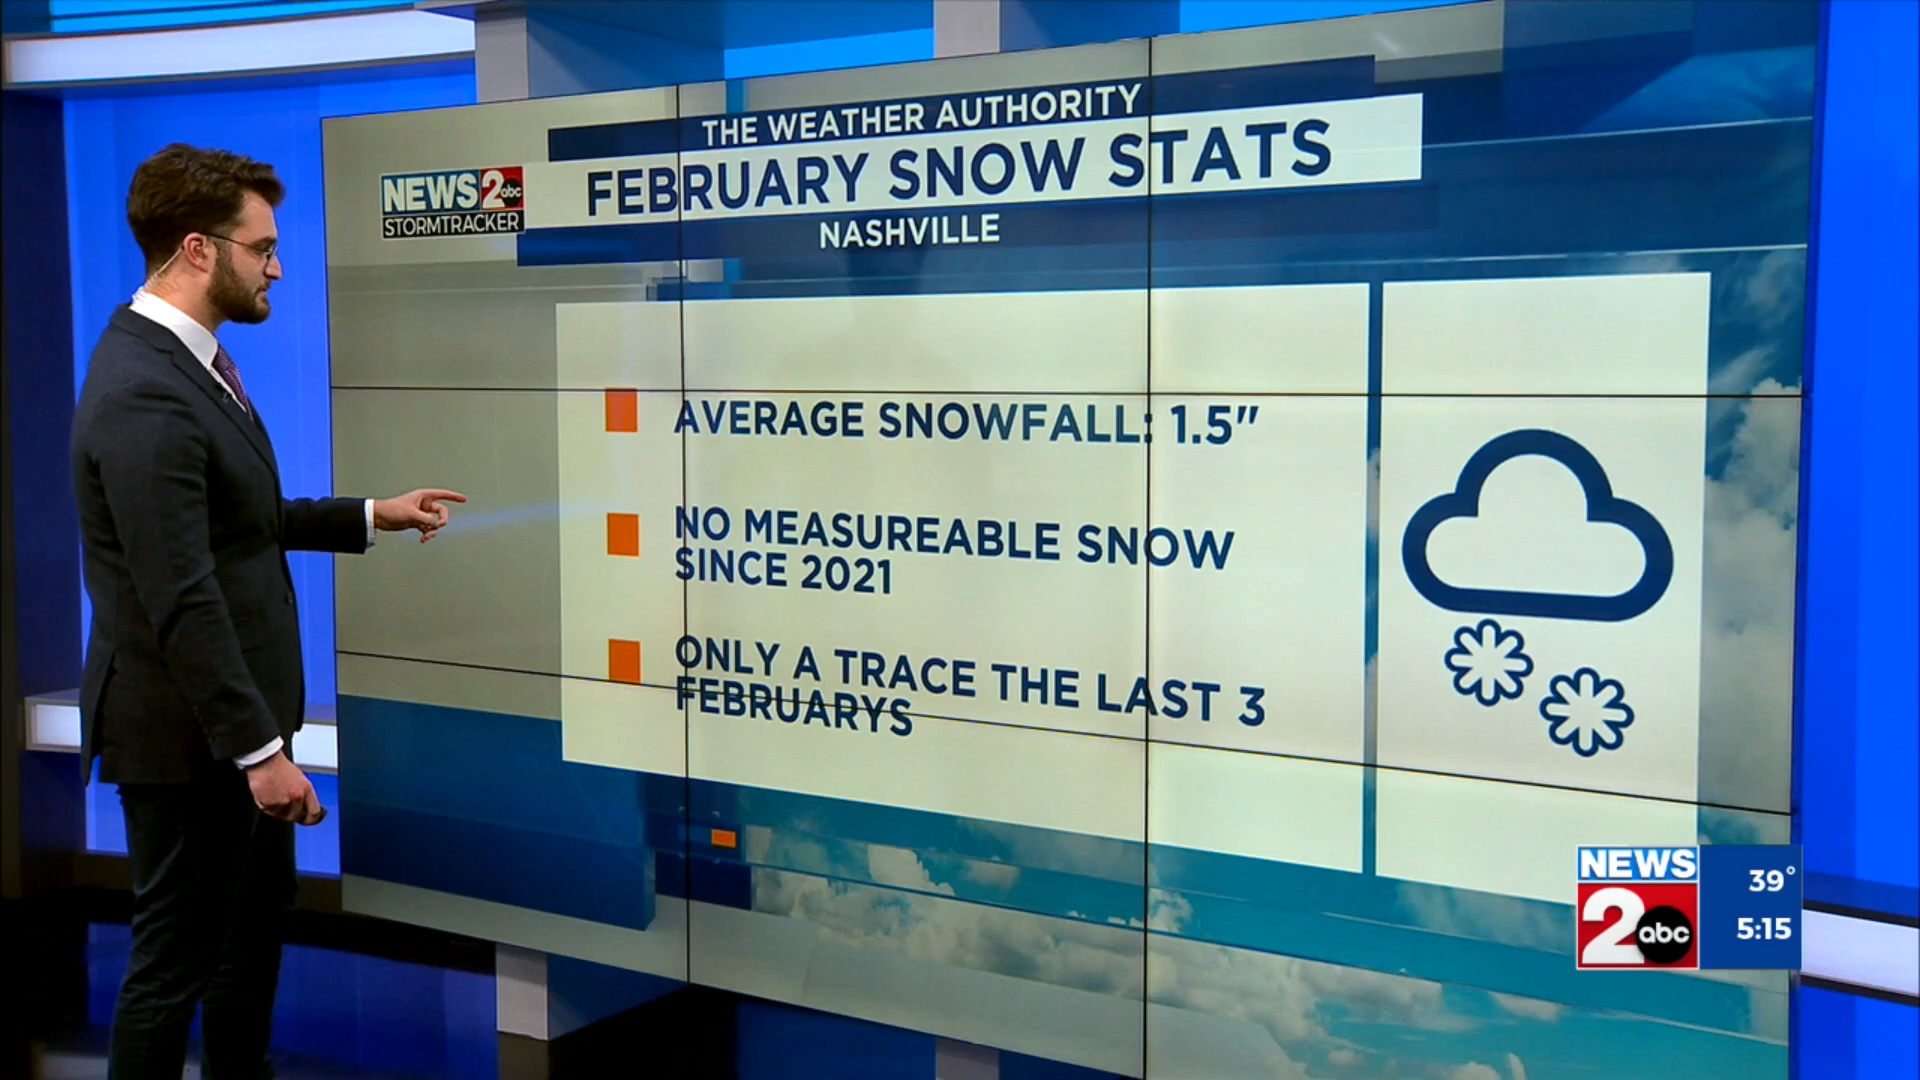 THE WEATHER AUTHORITY
FEBRUARY SNOW STATS
NASHVILLE
NEWS 2 abc
STORMTRACKER
AVERAGE SNOWFALL: 1.5"
NO MEASUREABLE SNOW
SINCE 2021
ONLY A TRACE THE LAST 3
FEBRUARYS
NEWS
2 abc
39°
5:15